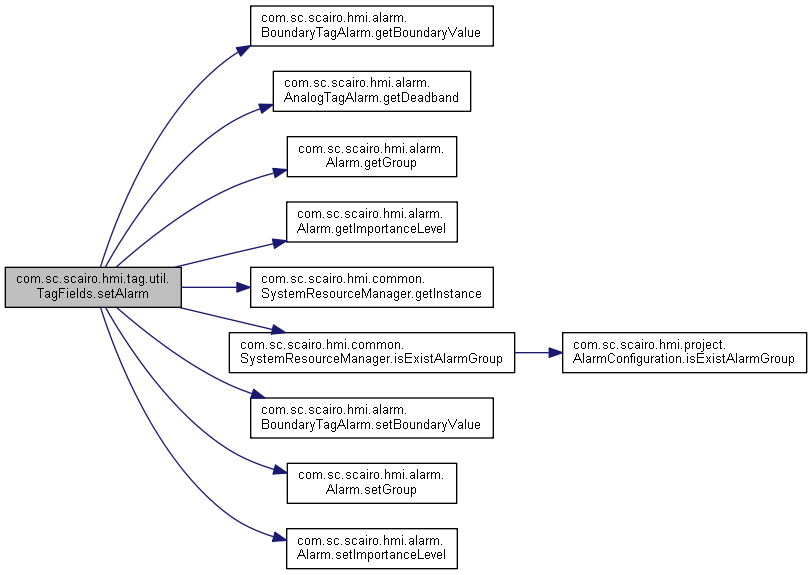 com.sc.scairo.hmi.alarm.
BoundaryTagAlarm.getBoundaryValue
com.sc.scairo.hmi.alarm.
AnalogTagAlarm.getDeadband
com.sc.scairo.hmi.alarm.
Alarm.getGroup
com.sc.scairo.hmi.alarm.
Alarm.getImportanceLevel
com.sc.scairo.hmi.tag.util.
TagFields.setAlarm
com.sc.scairo.hmi.common.
SystemResourceManager.getInstance
com.sc.scairo.hmi.common.
SystemResourceManager.isExistAlarmGroup
com.sc.scairo.hmi.project.
AlarmConfiguration.isExistAlarmGroup
com.sc.scairo.hmi.alarm.
BoundaryTagAlarm.setBoundaryValue
com.sc.scairo.hmi.alarm.
Alarm.setGroup
com.sc.scairo.hmi.alarm.
Alarm.setImportanceLevel